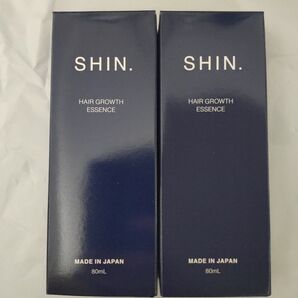 SHIN.
HAIR GROWTH
ESSENCE
MADE IN JAPAN
80mL
SHIN.
HAIR GROWTH
ESSENCE
MADE IN JAPAN
80mL